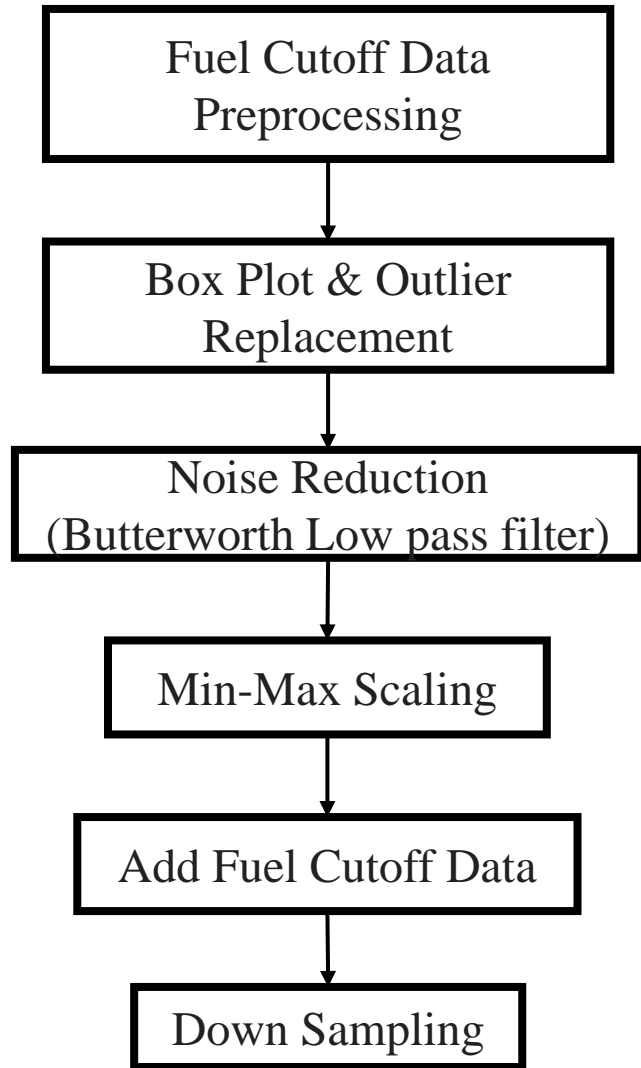 Fuel Cutoff Data
Preprocessing
Box Plot & Outlier
Replacement
Noise Reduction
(Butterworth Low pass filter)
Min-Max Scaling
Add Fuel Cutoff Data
Down Sampling